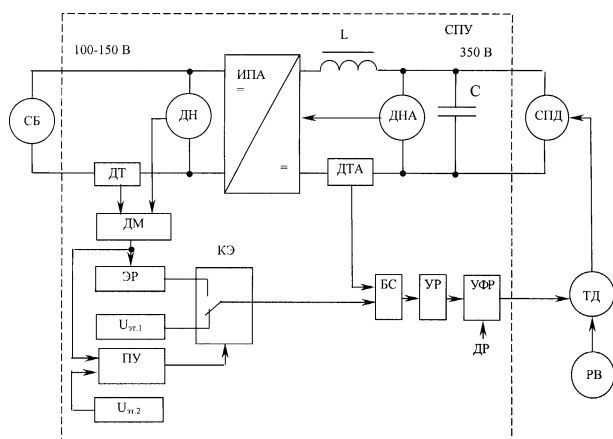 L
СПУ
100-150 В
350 В
ИПА
=
=
СБ
ДН
ДНА
C
СПД
ДТ
ДТА
ДМ
КЭ
ЭР
БС
УР
УФР
ТД
Uэт.1
ПУ
ДР
РВ
Uэт.2